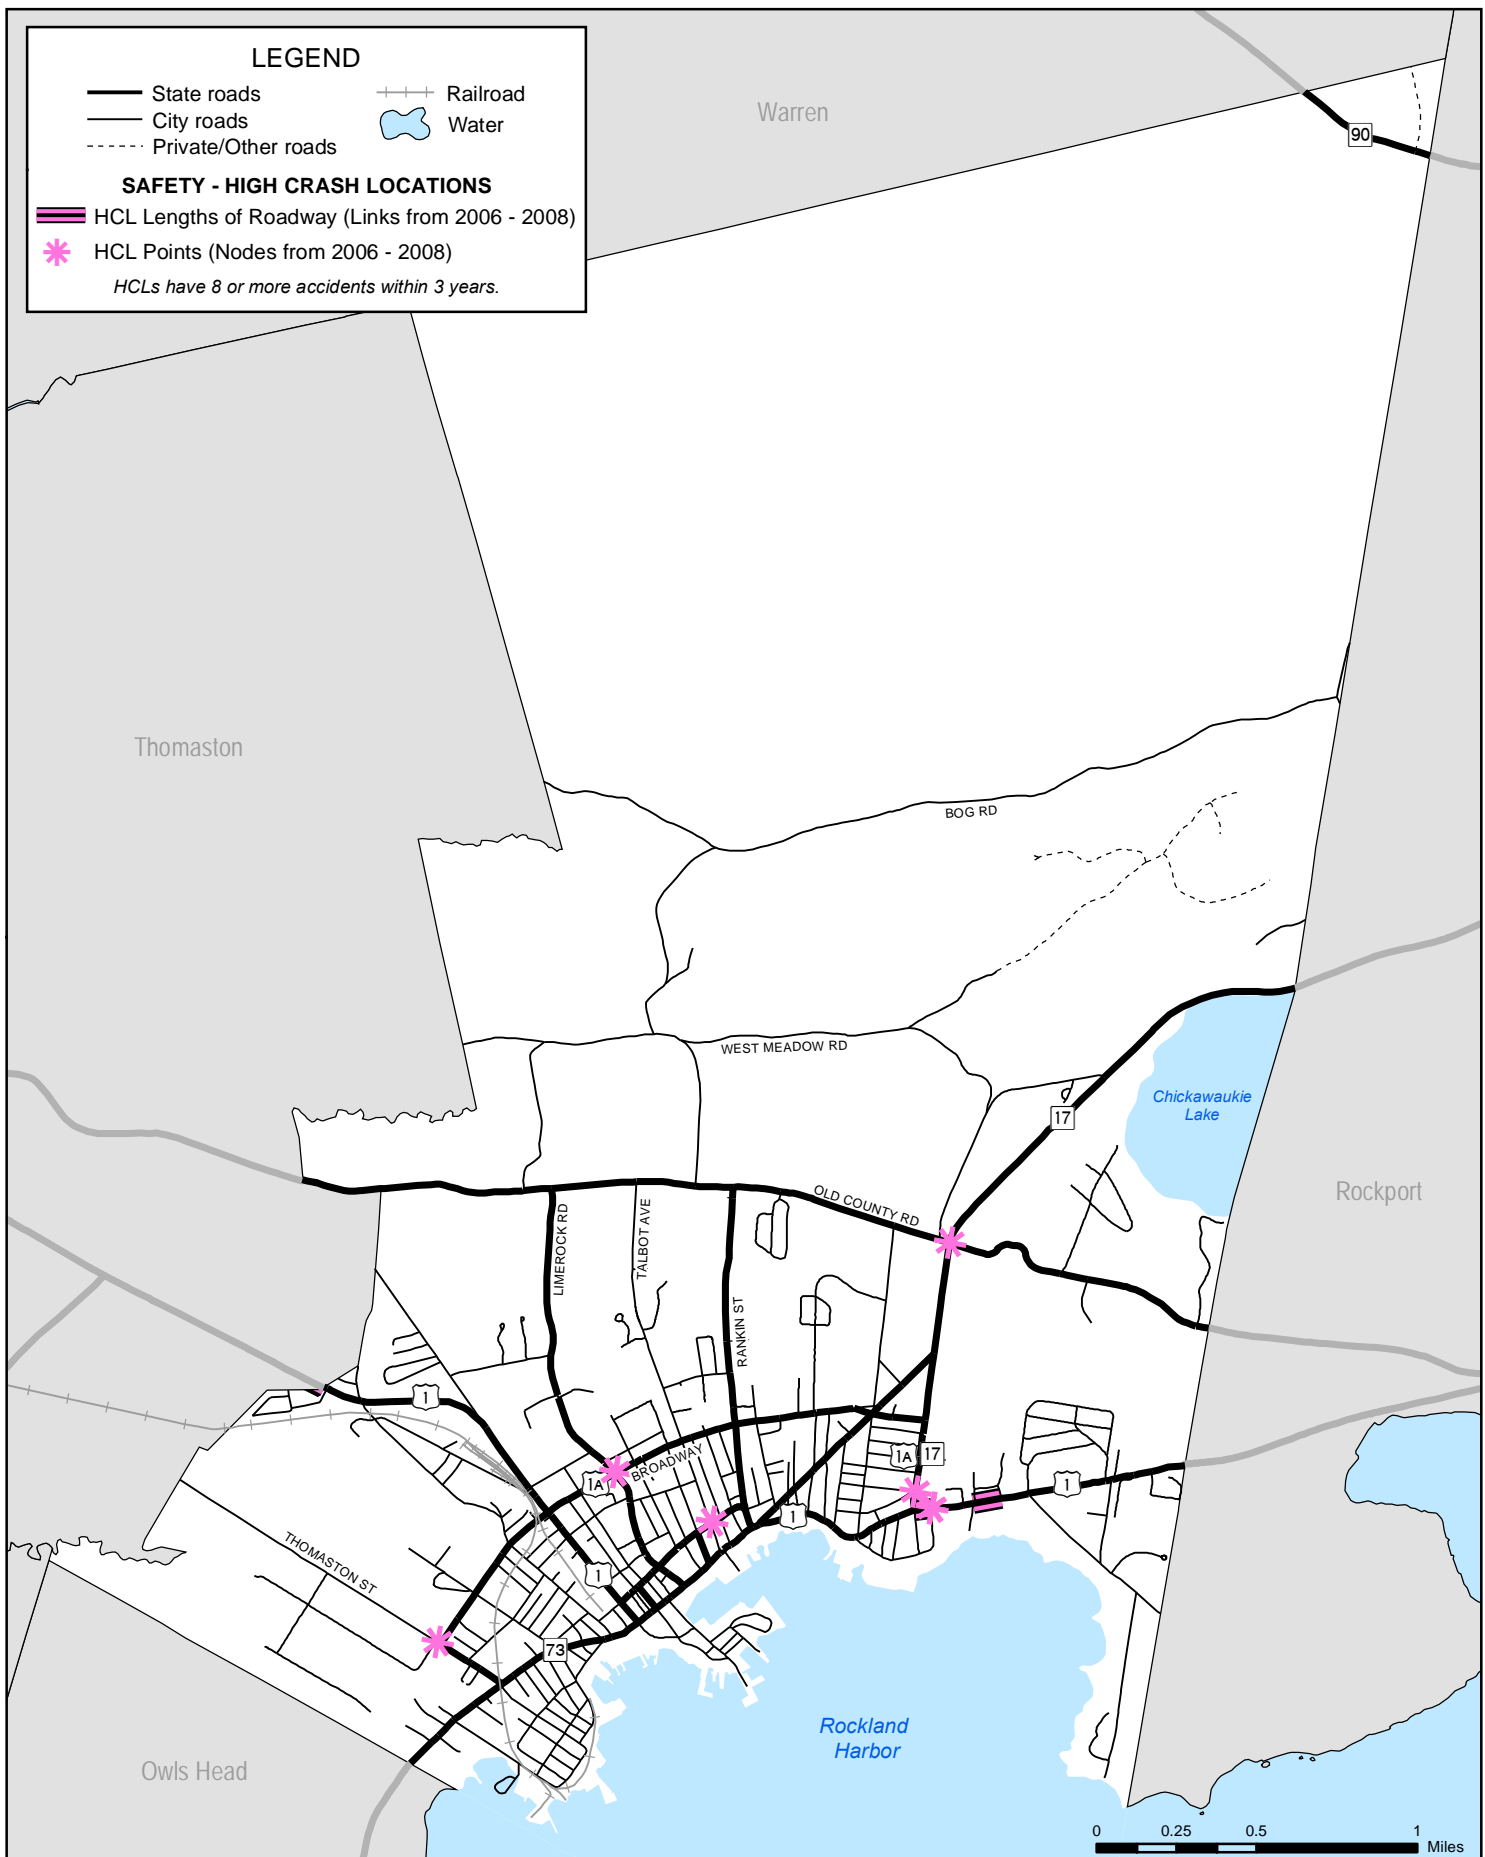 LEGEND
State roads
City roads
Private/Other roads
Railroad
Water
SAFETY - HIGH CRASH LOCATIONS
HCL Lengths of Roadway (Links from 2006 - 2008)
HCL Points (Nodes from 2006 - 2008)
HCLs have 8 or more accidents within 3 years.
Warren
90
Thomaston
BOG RD
WEST MEADOW RD
Chickawaukie
Lake
17
Rockport
OLD COUNTY RD
LIMEROCK RD
TALBOT AVE
RANKIN ST
1
BROADWAY
1A
1A
17
1
1
THOMASTON ST
1
73
Rockland
Harbor
Owls Head
0 0.25 0.5 1
Miles